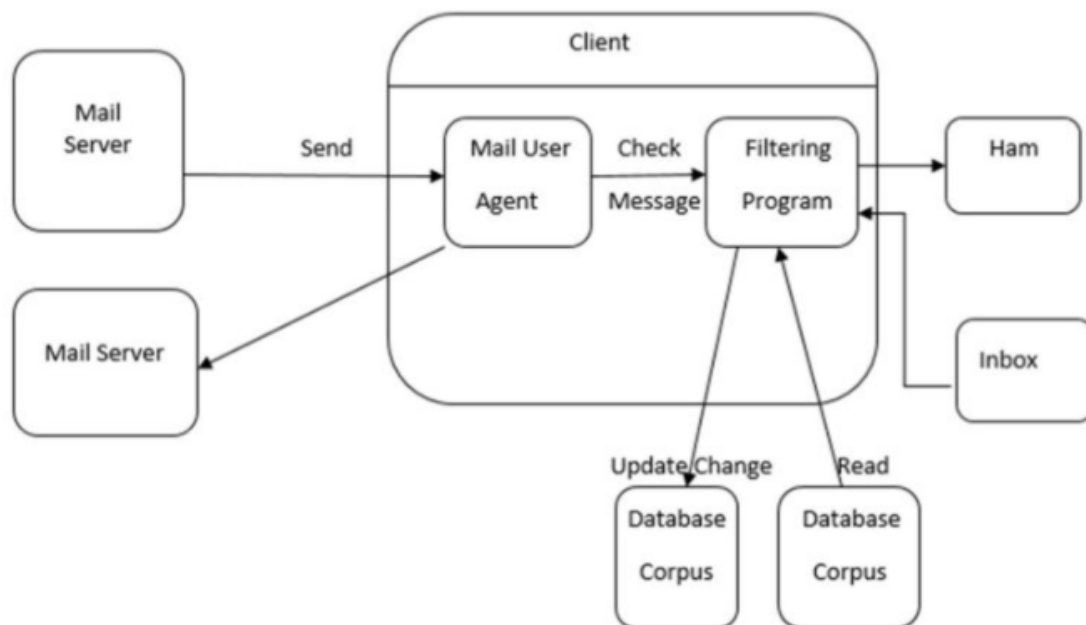 Client
Mail
Server
Send
Mail User
Agent
Check
Message
Filtering
Program
Ham
Mail Server
Inbox
Update Change
Read
Database
Corpus
Database
Corpus